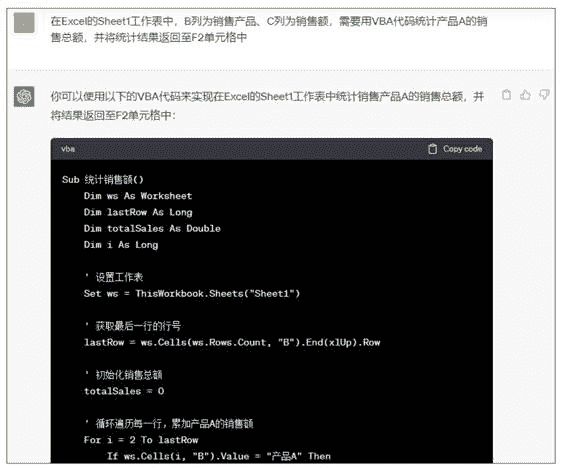 在Excel的Sheet1工作表中，B列为销售产品、C列为销售额，需要用VBA代码统计产品A的销
售总额，并将统计结果返回至F2单元格中
你可以使用以下的VBA代码来实现在Excel的Sheet1工作表中统计销售产品A的销售总额，并
将结果返回至F2单元格中：
vba Copy code
Sub 统计销售额()
    Dim ws As Worksheet
    Dim lastRow As Long
    Dim totalSales As Double
    Dim i As Long
    ' 设置工作表
    Set ws = ThisWorkbook.Sheets("Sheet1")
    ' 获取最后一行的行号
    lastRow = ws.Cells(ws.Rows.Count, "B").End(xlUp).Row
    ' 初始化销售总额
    totalSales = 0
    ' 循环遍历每一行，累加产品A的销售额
    For i = 2 To lastRow
        If ws.Cells(i, "B").Value = "产品A" Then